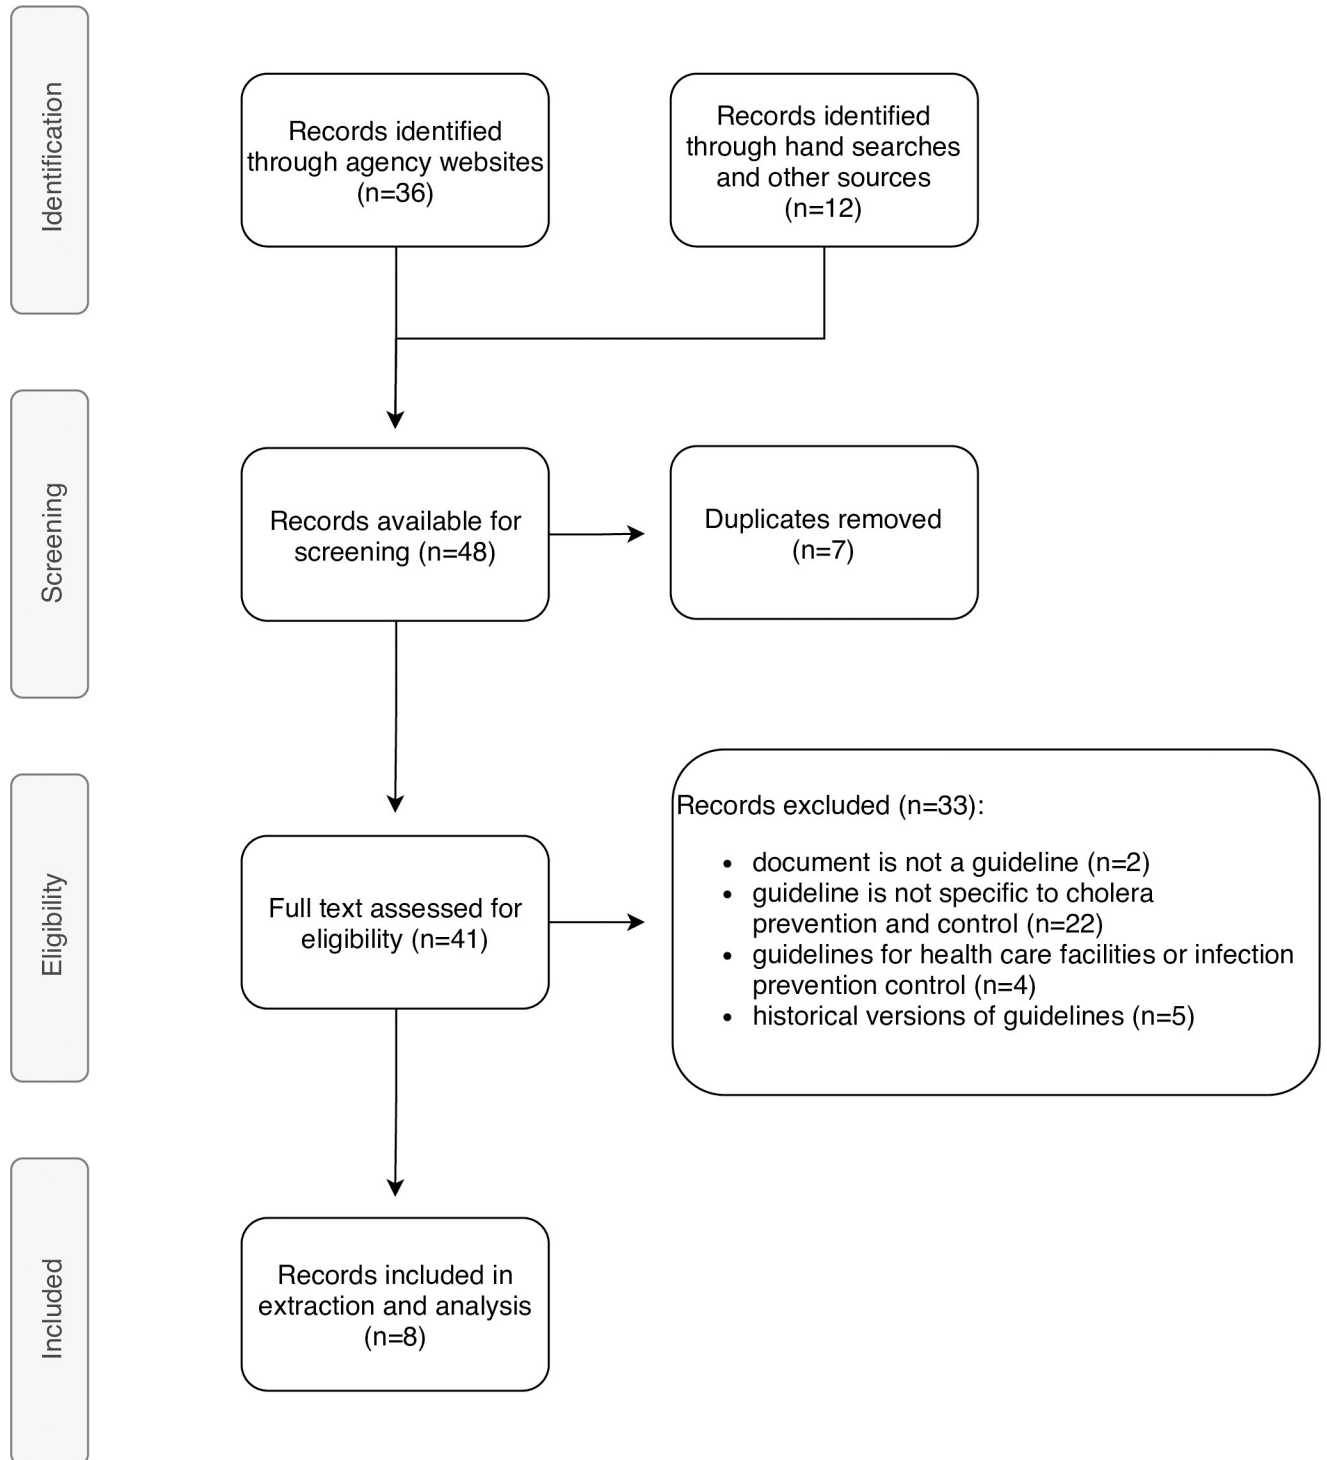 Identification
Records identified
through agency websites
(n=36)
Records identified
through hand searches
and other sources
(n=12)
Screening
Records available for
screening (n=48)
Duplicates removed
(n=7)
Eligibility
Full text assessed for
eligibility (n=41)
Records excluded (n=33):
• document is not a guideline (n=2)
• guideline is not specific to cholera
prevention and control (n=22)
• guidelines for health care facilities or infection
prevention control (n=4)
• historical versions of guidelines (n=5)
Included
Records included in
extraction and analysis
(n=8)